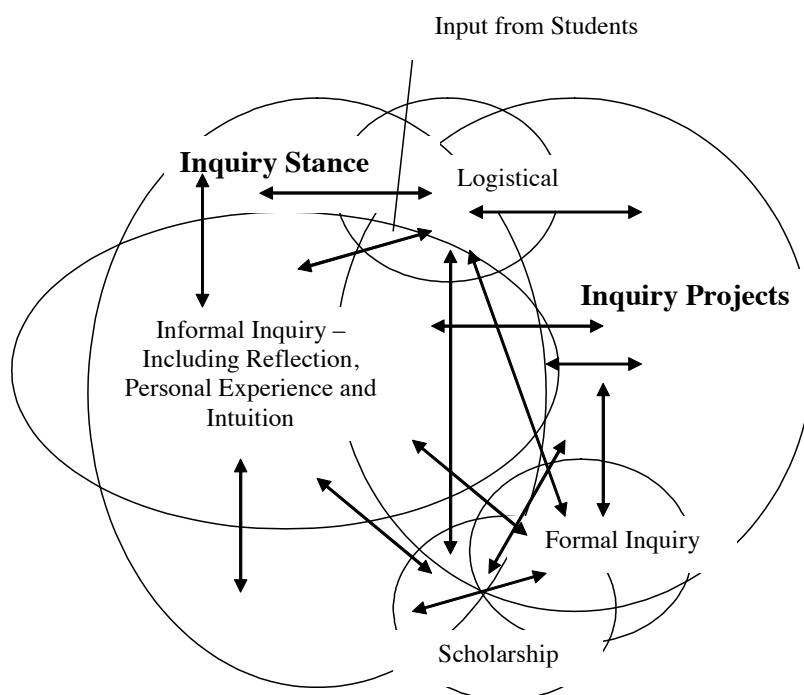 Input from Students
Inquiry Stance
Logistical
Inquiry Projects
Informal Inquiry –
Including Reflection,
Personal Experience and
Intuition
Formal Inquiry
Scholarship